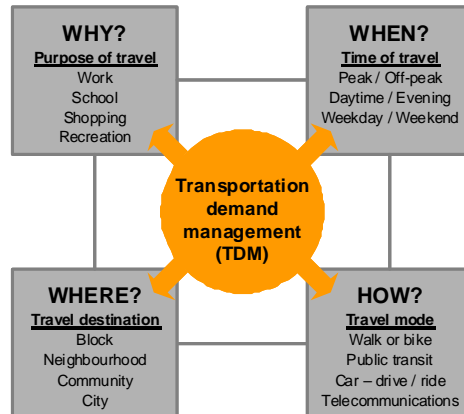 WHY?
Purpose of travel
Work
School
Shopping
Recreation
WHEN?
Time of travel
Peak / Off-peak
Daytime / Evening
Weekday / Weekend
Transportation
demand
management
(TDM)
WHERE?
Travel destination
Block
Neighbourhood
Community
City
HOW?
Travel mode
Walk or bike
Public transit
Car – drive / ride
Telecommunications